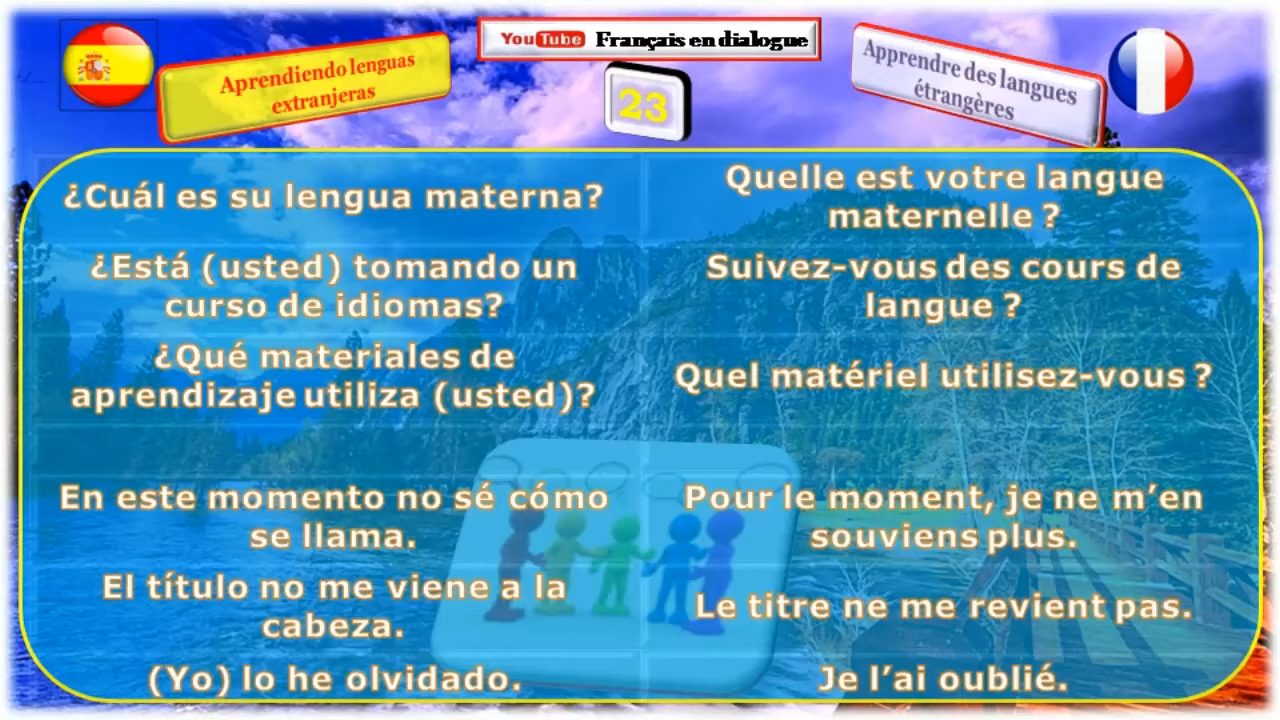 YouTube Français en dialogue
Aprendiendo lenguas
extranjeras
23
Apprendre des langues
étrangères
¿Cuál es su lengua materna?
Quelle est votre langue
maternelle ?
¿Está (usted) tomando un
curso de idiomas?
Suivez-vous des cours de
langue ?
¿Qué materiales de
aprendizaje utiliza (usted)?
Quel matériel utilisez-vous ?
En este momento no sé cómo
se llama.
Pour le moment, je ne m’en
souviens plus.
El título no me viene a la
cabeza.
Le titre ne me revient pas.
(Yo) lo he olvidado.
Je l’ai oublié.